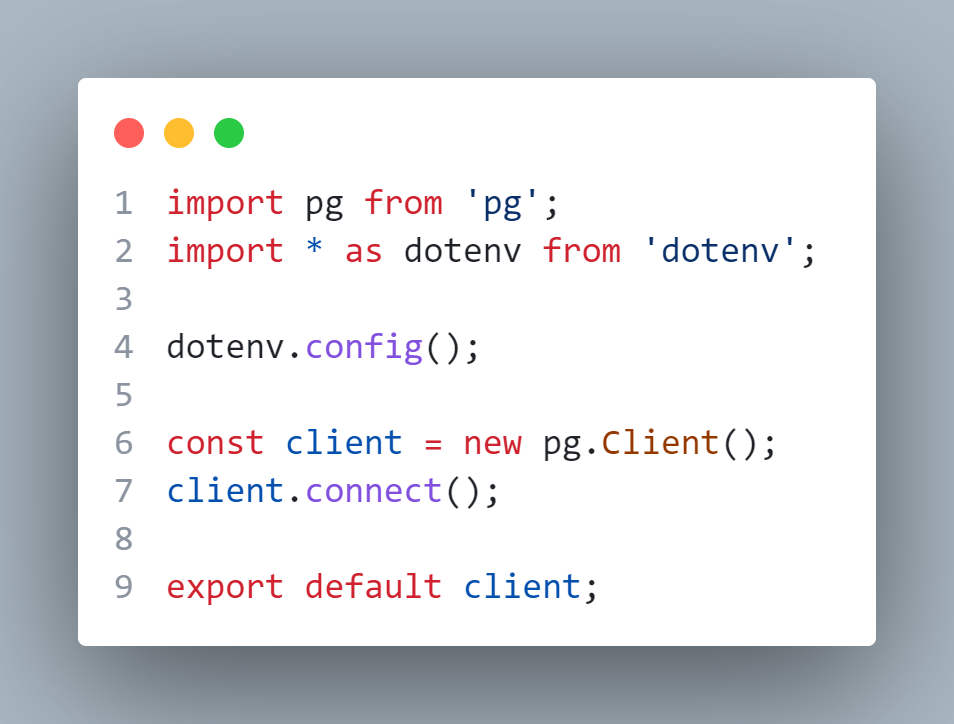 1 import pg from 'pg';
2 import * as dotenv from 'dotenv';
3
4 dotenv.config();
5
6 const client = new pg.Client();
7 client.connect();
8
9 export default client;